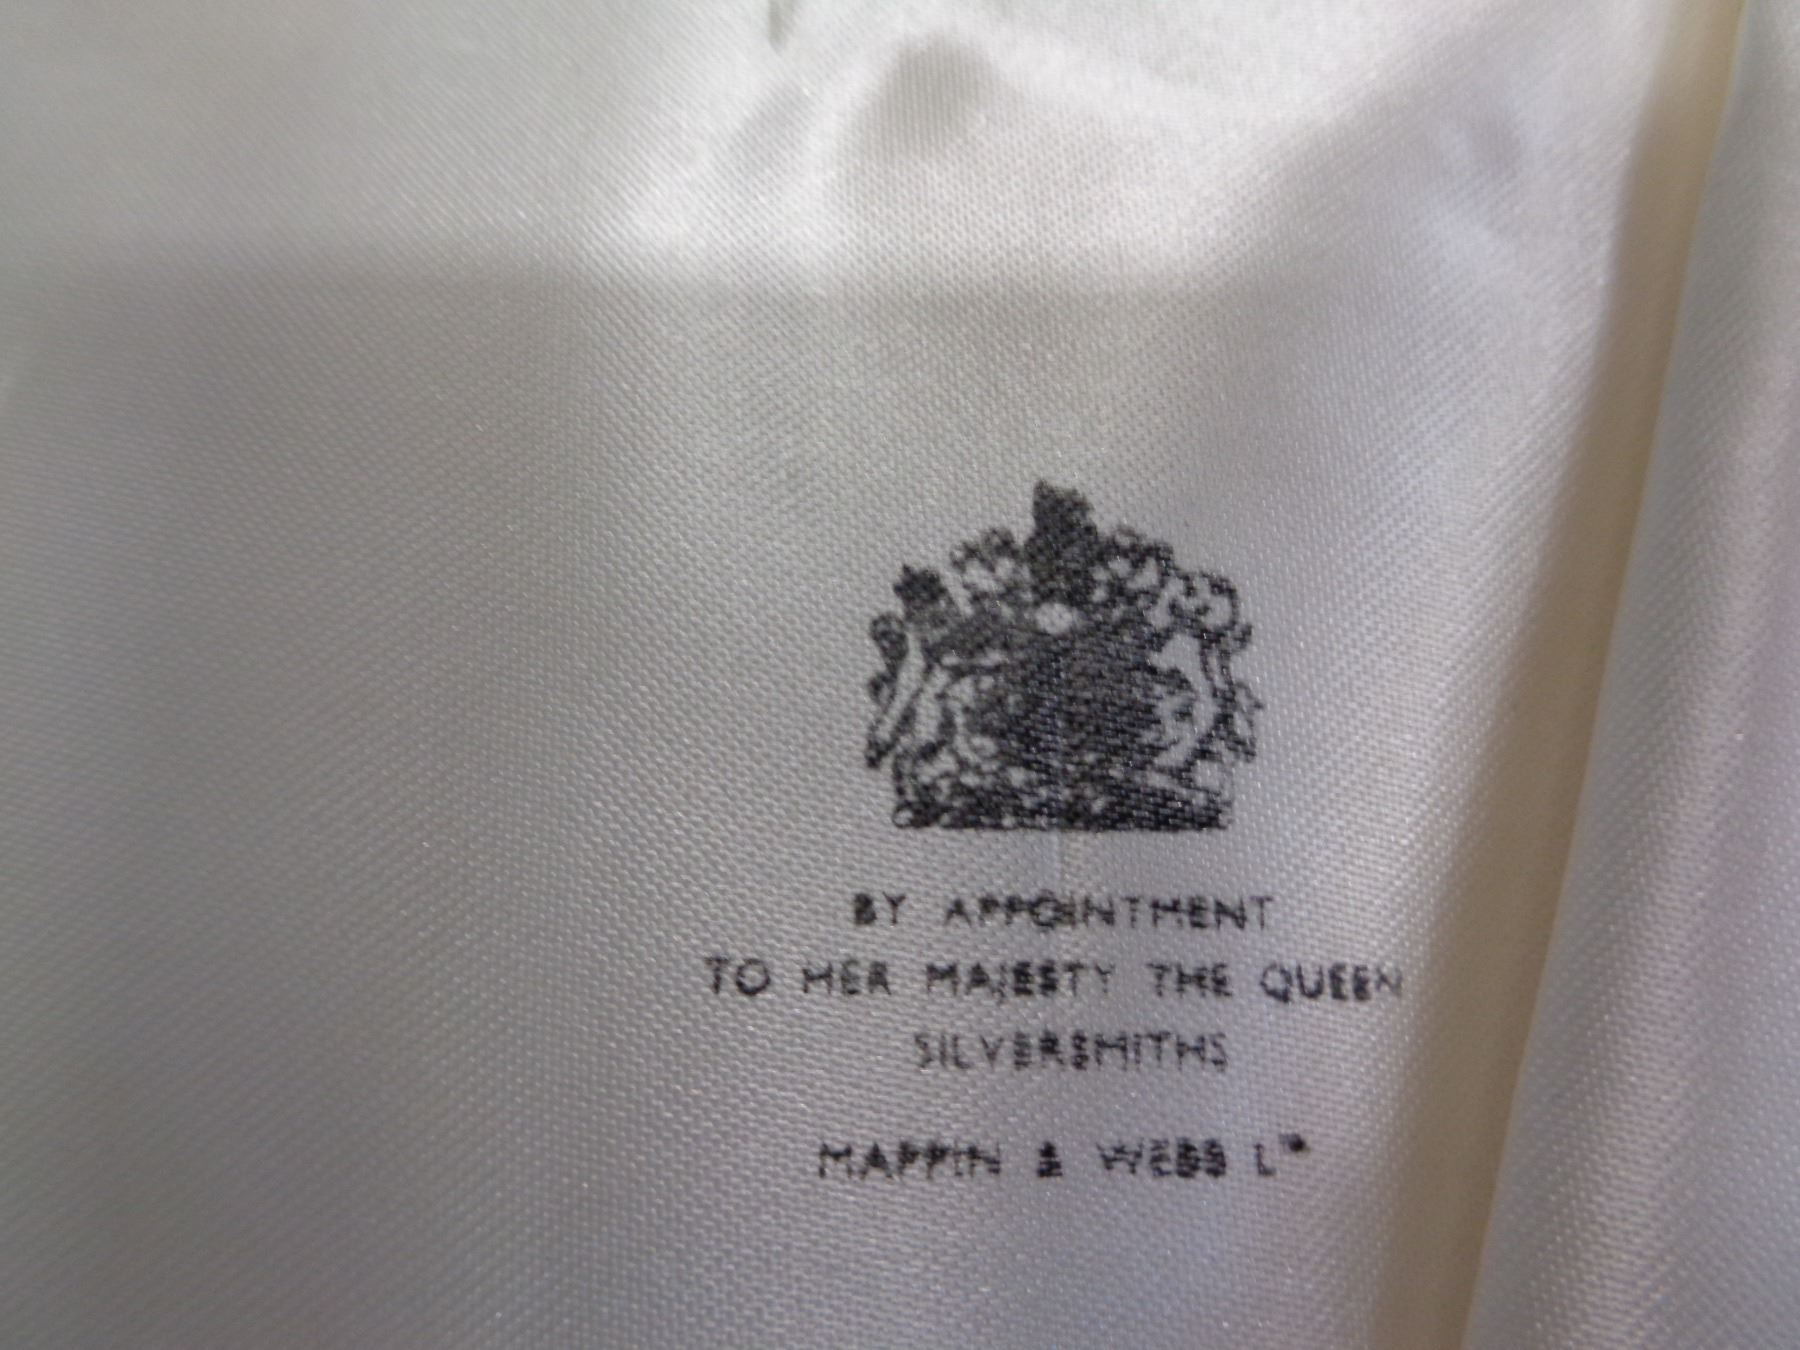 BY APPOINTMENT
TO HER MAJESTY THE QUEEN
SILVERSMITHS
MAPPIN & WEBB LTD